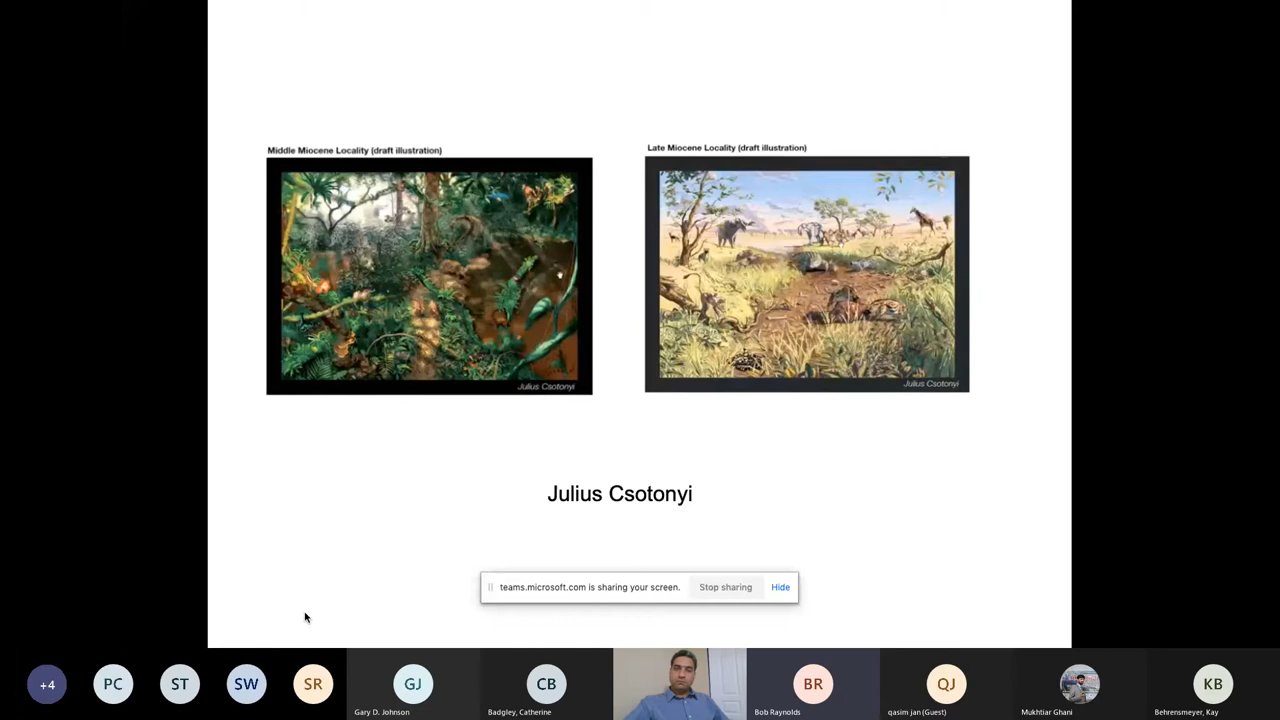 Middle Miocene Locality (draft illustration)
Late Miocene Locality (draft illustration)
Julius Csotonyi
Julius Csotonyi
Julius Csotonyi
teams.microsoft.com is sharing your screen.
Stop sharing
Hide
+4
PC
ST
SW
SR
GJ
CB
BR
QJ
KB
Gary D. Johnson
Badgley, Catherine
Bob Raynolds
qasim jan (Guest)
Mukhtiar Ghani
Behrensmeyer, Kay